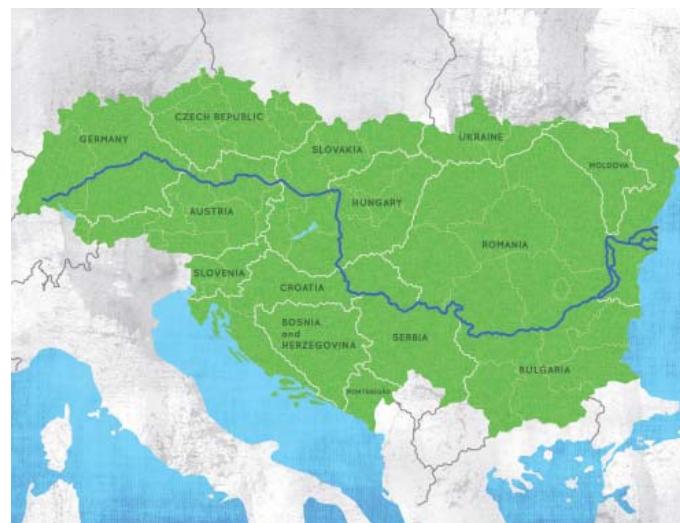 CZECH REPUBLIC
GERMANY
UKRAINE
SLOVAKIA
MOLDOVA
HUNGARY
AUSTRIA
ROMANIA
SLOVENIA
CROATIA
BOSNIA
and
HERZEGOVINA
SERBIA
BULGARIA
MONTENEGRO